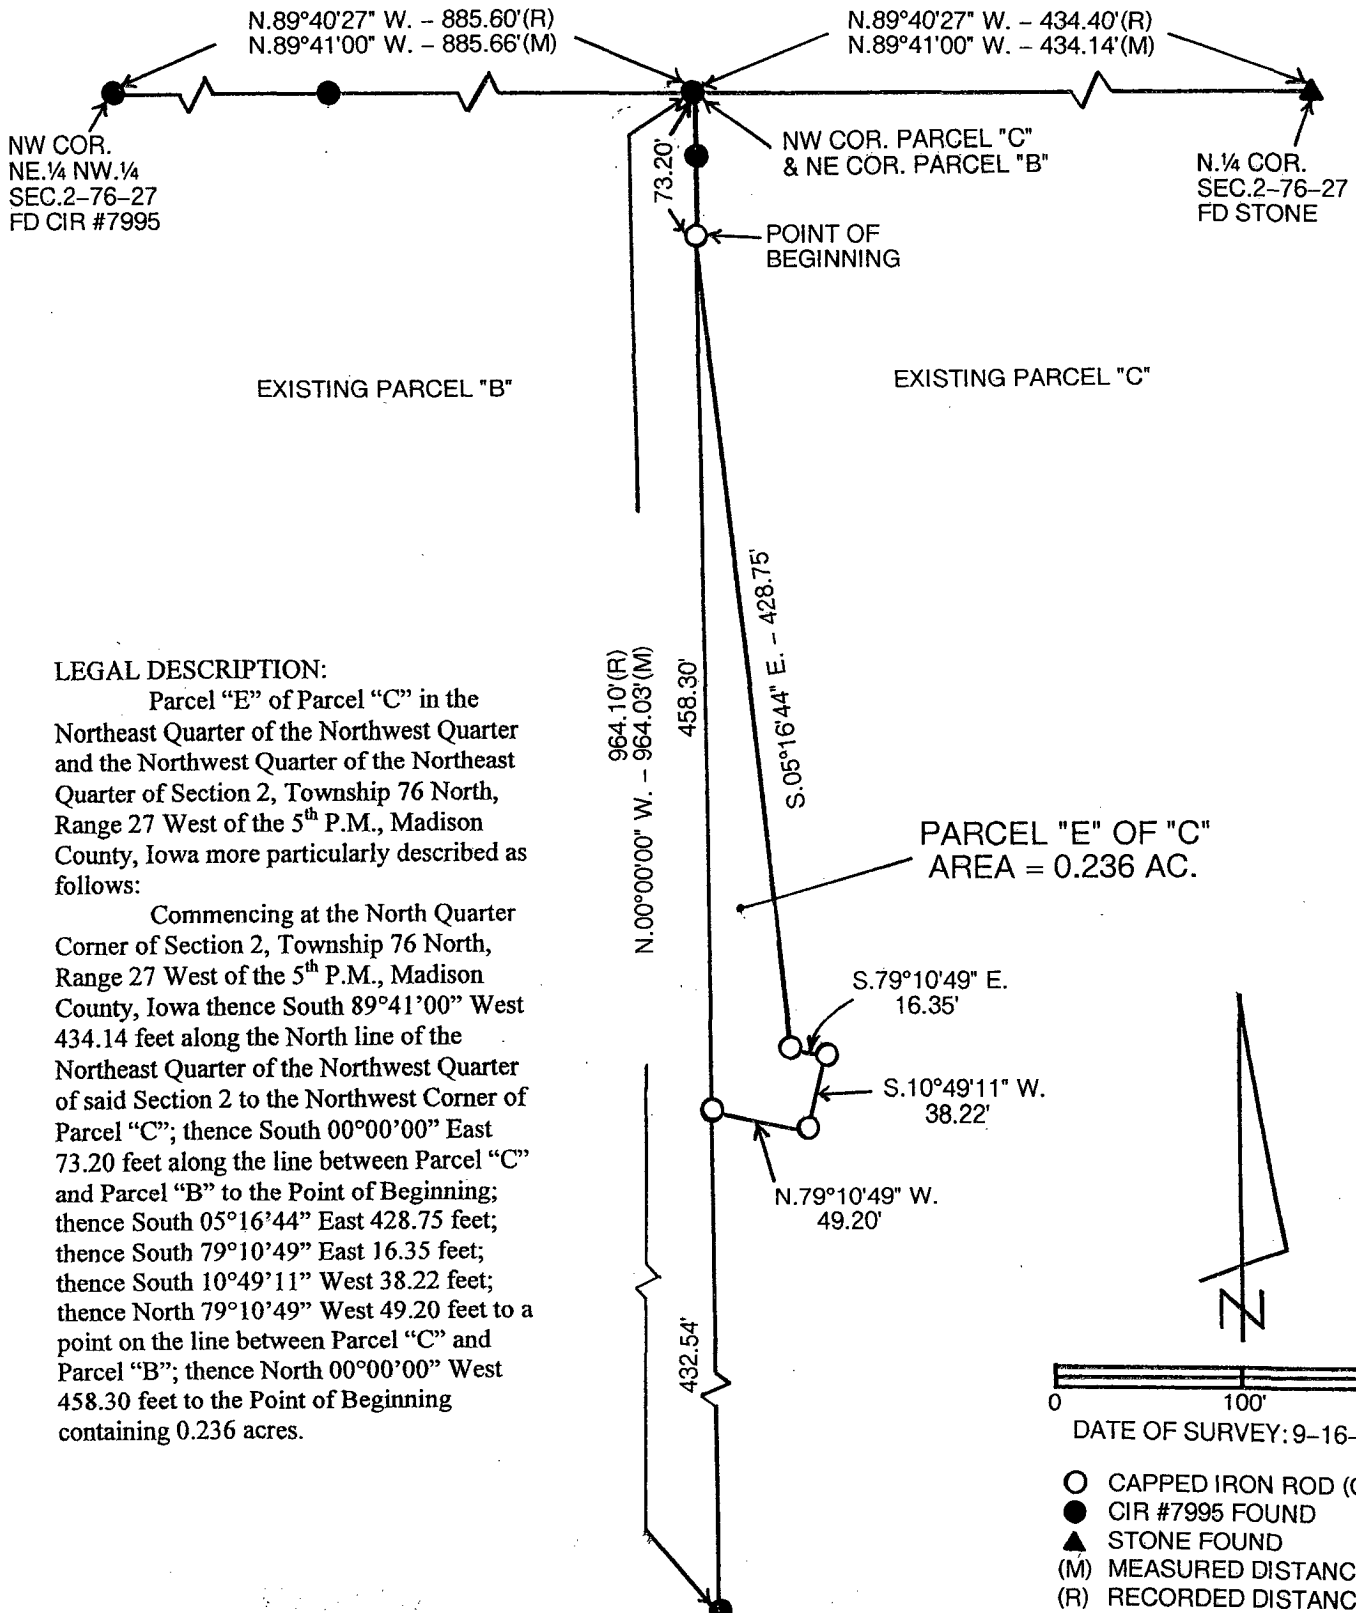 N.89°40'27" W. – 885.60'(R)
N.89°41'00" W. – 885.66'(M)
N.89°40'27" W. – 434.40'(R)
N.89°41'00" W. – 434.14'(M)
NW COR.
NE.¼ NW.¼
SEC.2–76–27
FD CIR #7995
73.20'
NW COR. PARCEL "C"
& NE COR. PARCEL "B"
N.¼ COR.
SEC.2–76–27
FD STONE
POINT OF
BEGINNING
EXISTING PARCEL "B"
EXISTING PARCEL "C"
964.10'(R)
N.00°00'00" W. – 964.03'(M)
458.30'
S.05°16'44" E. – 428.75'
PARCEL "E" OF "C"
AREA = 0.236 AC.
S.79°10'49" E.
16.35'
S.10°49'11" W.
38.22'
N.79°10'49" W.
49.20'
432.54'
LEGAL DESCRIPTION:
Parcel “E” of Parcel “C” in the
Northeast Quarter of the Northwest Quarter
and the Northwest Quarter of the Northeast
Quarter of Section 2, Township 76 North,
Range 27 West of the 5th P.M., Madison
County, Iowa more particularly described as
follows:
Commencing at the North Quarter
Corner of Section 2, Township 76 North,
Range 27 West of the 5th P.M., Madison
County, Iowa thence South 89°41’00” West
434.14 feet along the North line of the
Northeast Quarter of the Northwest Quarter
of said Section 2 to the Northwest Corner of
Parcel “C”; thence South 00°00’00” East
73.20 feet along the line between Parcel “C”
and Parcel “B” to the Point of Beginning;
thence South 05°16’44” East 428.75 feet;
thence South 79°10’49” East 16.35 feet;
thence South 10°49’11” West 38.22 feet;
thence North 79°10’49” West 49.20 feet to a
point on the line between Parcel “C” and
Parcel “B”; thence North 00°00’00” West
458.30 feet to the Point of Beginning
containing 0.236 acres.
N
0 100'
DATE OF SURVEY: 9–16–
CAPPED IRON ROD (
CIR #7995 FOUND
STONE FOUND
(M) MEASURED DISTANC
(R) RECORDED DISTANC